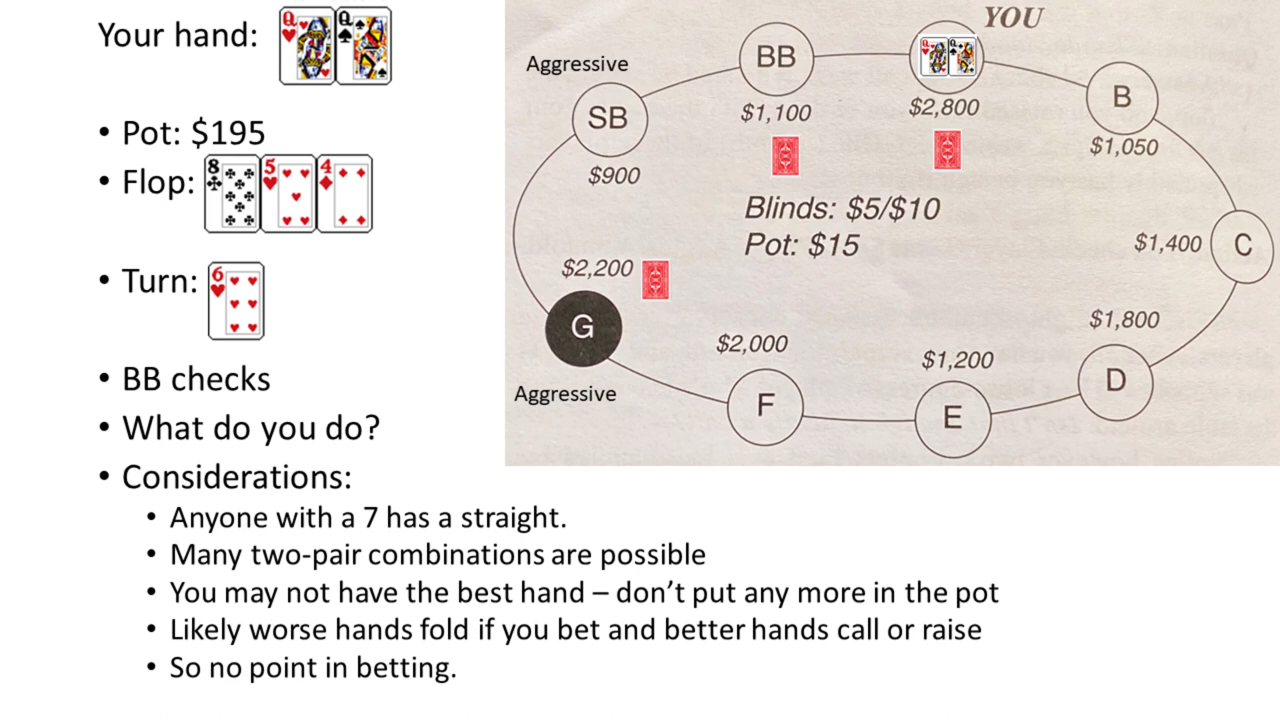 Your hand: Q Q
• Pot: $195
• Flop: 8 5 4
• Turn: 6
• BB checks
• What do you do?
• Considerations:
• Anyone with a 7 has a straight.
• Many two-pair combinations are possible
• You may not have the best hand – don’t put any more in the pot
• Likely worse hands fold if you bet and better hands call or raise
• So no point in betting.
YOU
Aggressive
BB
Q Q
SB
B
$1,100
$2,800
$1,050
$900
Blinds: $5/$10
Pot: $15
$1,400
C
$2,200
G
$1,800
$2,000
$1,200
D
Aggressive
F
E